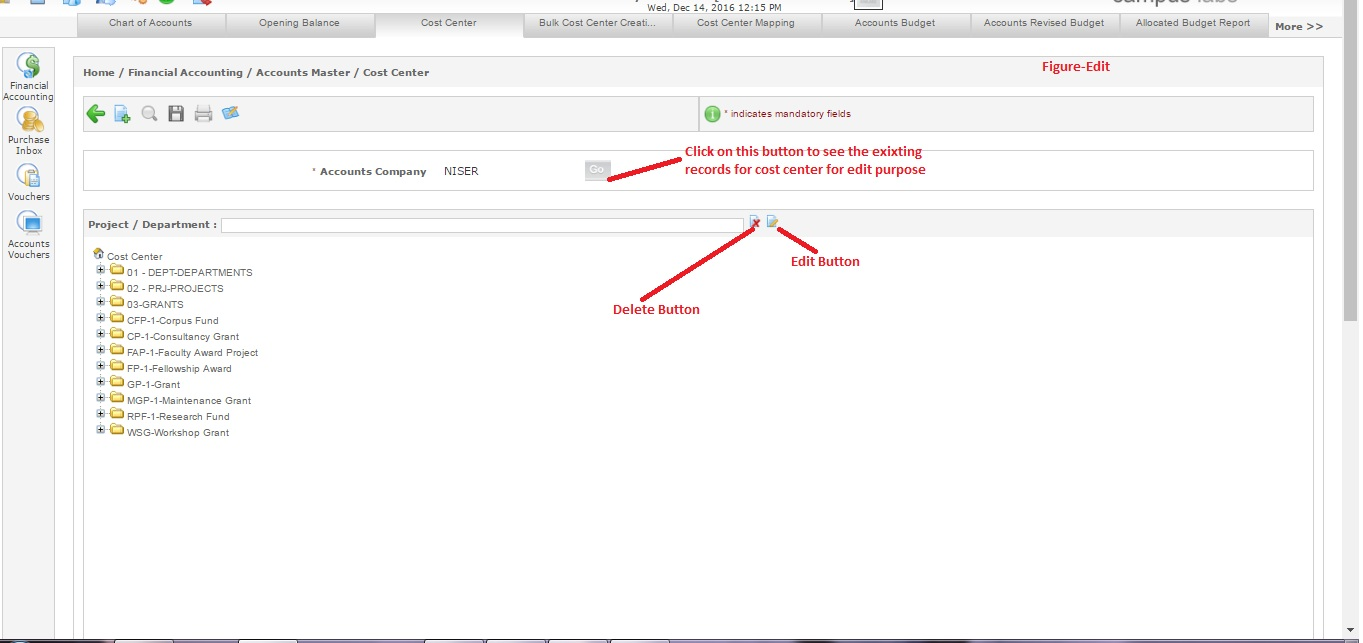 Wed, Dec 14, 2016 12:15 PM
Chart of Accounts
Opening Balance
Cost Center
Bulk Cost Center Creati...
Cost Center Mapping
Accounts Budget
Accounts Revised Budget
Allocated Budget Report
More >>
Financial
Accounting
Purchase
Inbox
Vouchers
Accounts
Vouchers
Home / Financial Accounting / Accounts Master / Cost Center
Figure-Edit
* indicates mandatory fields
* Accounts Company NISER
Go
Click on this button to see the exixting
records for cost center for edit purpose
Project / Department :
Edit Button
Delete Button
Cost Center
01 - DEPT-DEPARTMENTS
02 - PRJ-PROJECTS
03-GRANTS
CFP-1-Corpus Fund
CP-1-Consultancy Grant
FAP-1-Faculty Award Project
FP-1-Fellowship Award
GP-1-Grant
MGP-1-Maintenance Grant
RPF-1-Research Fund
WSG-Workshop Grant